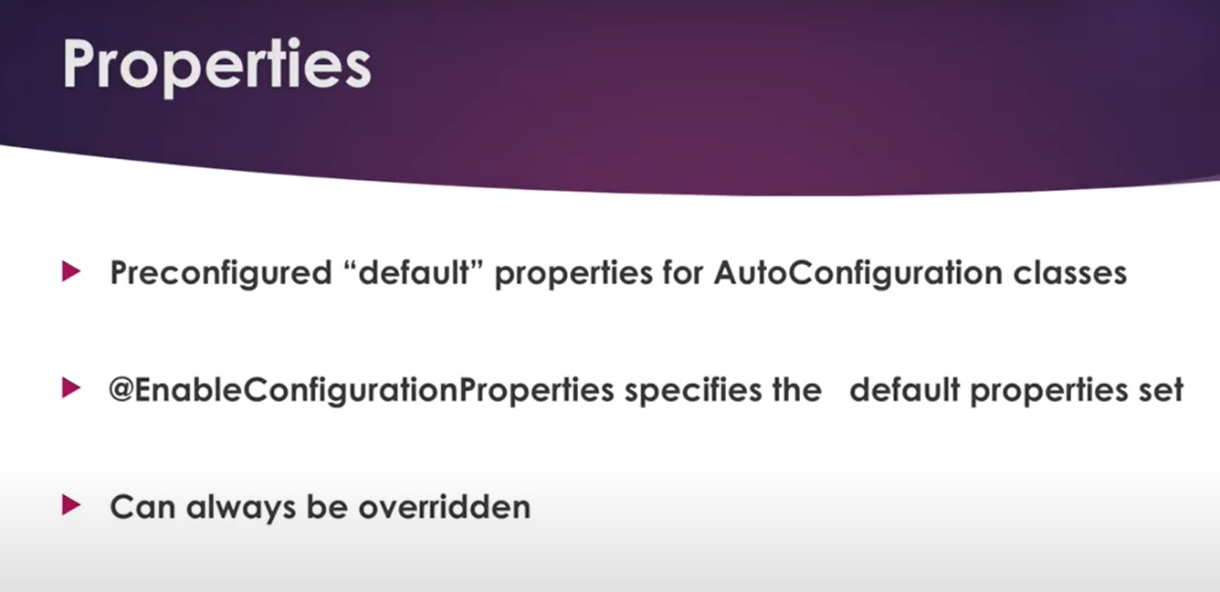 Properties
Preconfigured “default” properties for AutoConfiguration classes
@EnableConfigurationProperties specifies the default properties set
Can always be overridden